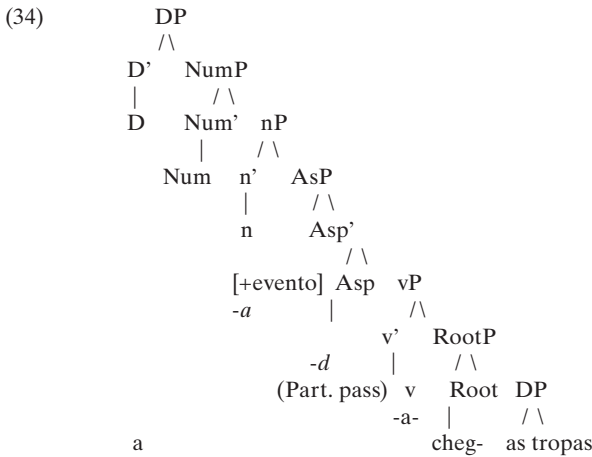 (34) DP
/\
D’ NumP
| / \
D Num’ nP
| / \
Num n’ AsP
| / \
n Asp’
/ \
[+evento] Asp vP
-a | /\
v’ RootP
-d | / \
(Part. pass) v Root DP
-a- | / \
a cheg- as tropas